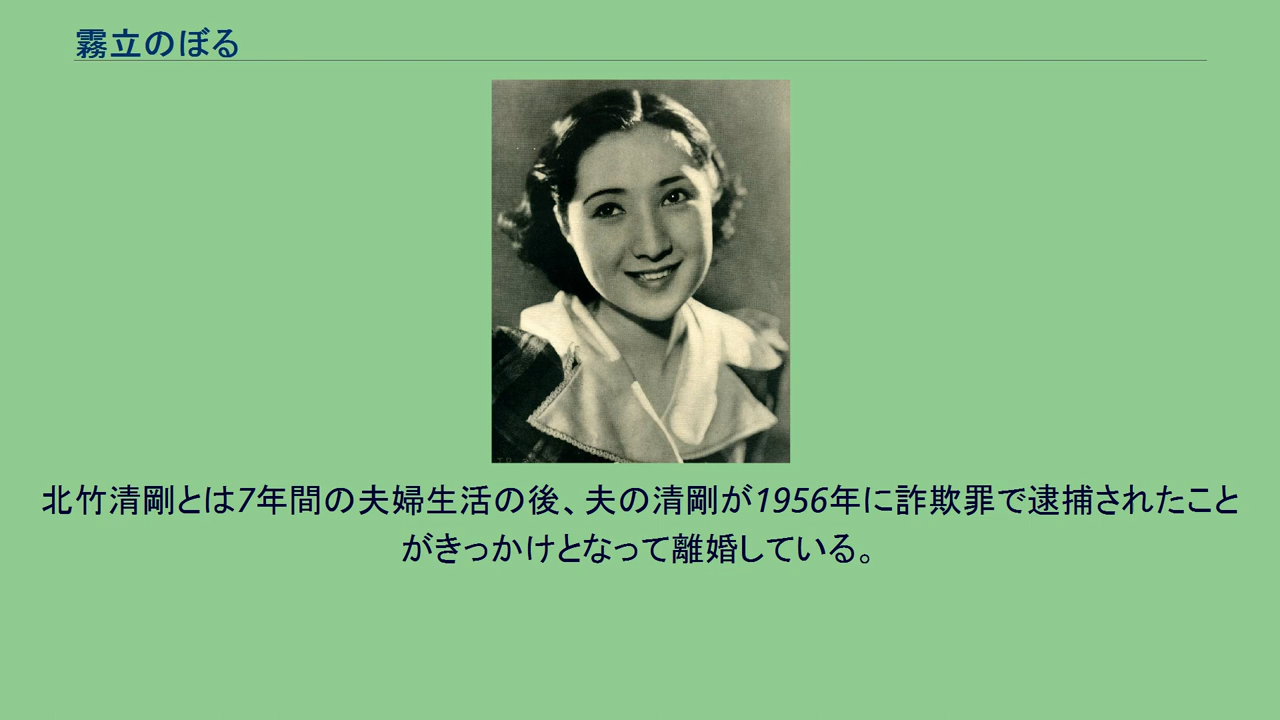 霧立のぼる
北竹清剛とは7年間の夫婦生活の後、夫の清剛が1956年に詐欺罪で逮捕されたこと
がきっかけとなって離婚している。